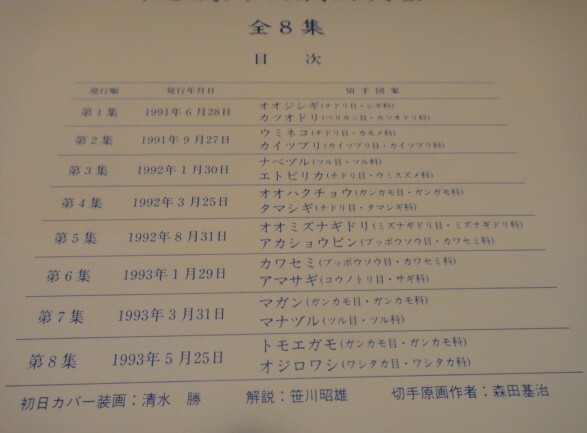 全8集
目 次
発行順 発行年月日 切手図案
第1集 1991年6月28日 オオジシギ(チドリ目・シギ科)
カツオドリ(ペリカン目・カツオドリ科)
第2集 1991年9月27日 ウミネコ(チドリ目・カモメ科)
カイツブリ(カイツブリ目・カイツブリ科)
第3集 1992年1月30日 ナベヅル(ツル目・ツル科)
エトピリカ(チドリ目・ウミスズメ科)
第4集 1992年3月25日 オオハクチョウ(ガンカモ目・ガンガモ科)
タマシギ(チドリ目・タマシギ科)
第5集 1992年8月31日 オオミズナギドリ(ミズナギドリ目・ミズナギドリ科)
アカショウビン(ブッポウソウ目・カワセミ科)
第6集 1993年1月29日 カワセミ(ブッポウソウ目・カワセミ科)
アマサギ(コウノトリ目・サギ科)
第7集 1993年3月31日 マガン(ガンカモ目・ガンカモ科)
マナヅル(ツル目・ツル科)
第8集 1993年5月25日 トモエガモ(ガンカモ目・ガンカモ科)
オジロワシ(ワシタカ目・ワシタカ科)
初日カバー装画：清水 勝 解説：笹川昭雄 切手原画作者：森田基治